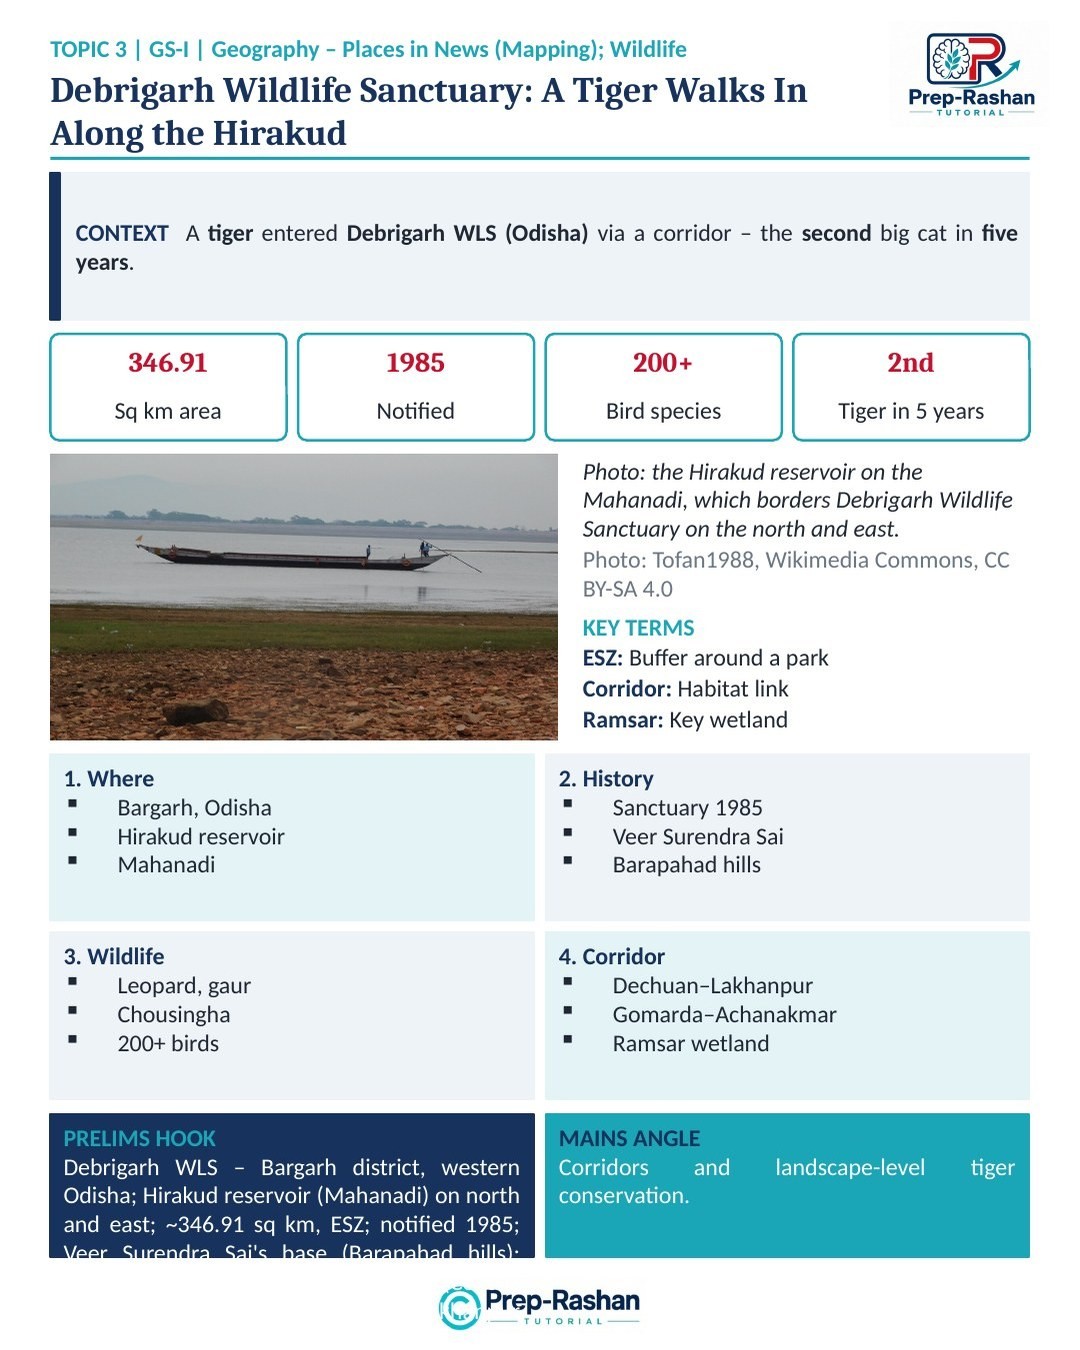 TOPIC 3 | GS-I | Geography – Places in News (Mapping); Wildlife
Debrigarh Wildlife Sanctuary: A Tiger Walks In
Along the Hirakud
Prep-Rashan
TUTORIAL
CONTEXT A tiger entered Debrigarh WLS (Odisha) via a corridor – the second big cat in five
years.
346.91
Sq km area
1985
Notified
200+
Bird species
2nd
Tiger in 5 years
Photo: the Hirakud reservoir on the
Mahanadi, which borders Debrigarh Wildlife
Sanctuary on the north and east.
Photo: Tofan1988, Wikimedia Commons, CC
BY-SA 4.0
KEY TERMS
ESZ: Buffer around a park
Corridor: Habitat link
Ramsar: Key wetland
1. Where
▪ Bargarh, Odisha
▪ Hirakud reservoir
▪ Mahanadi
2. History
▪ Sanctuary 1985
▪ Veer Surendra Sai
▪ Barapahad hills
3. Wildlife
▪ Leopard, gaur
▪ Chousingha
▪ 200+ birds
4. Corridor
▪ Dechuan–Lakhanpur
▪ Gomarda–Achanakmar
▪ Ramsar wetland
PRELIMS HOOK
Debrigarh WLS – Bargarh district, western
Odisha; Hirakud reservoir (Mahanadi) on north
and east; ~346.91 sq km, ESZ; notified 1985;
Veer Surendra Sai's base (Barapahad hills);
MAINS ANGLE
Corridors and landscape-level tiger
conservation.
Prep-Rashan
TUTORIAL